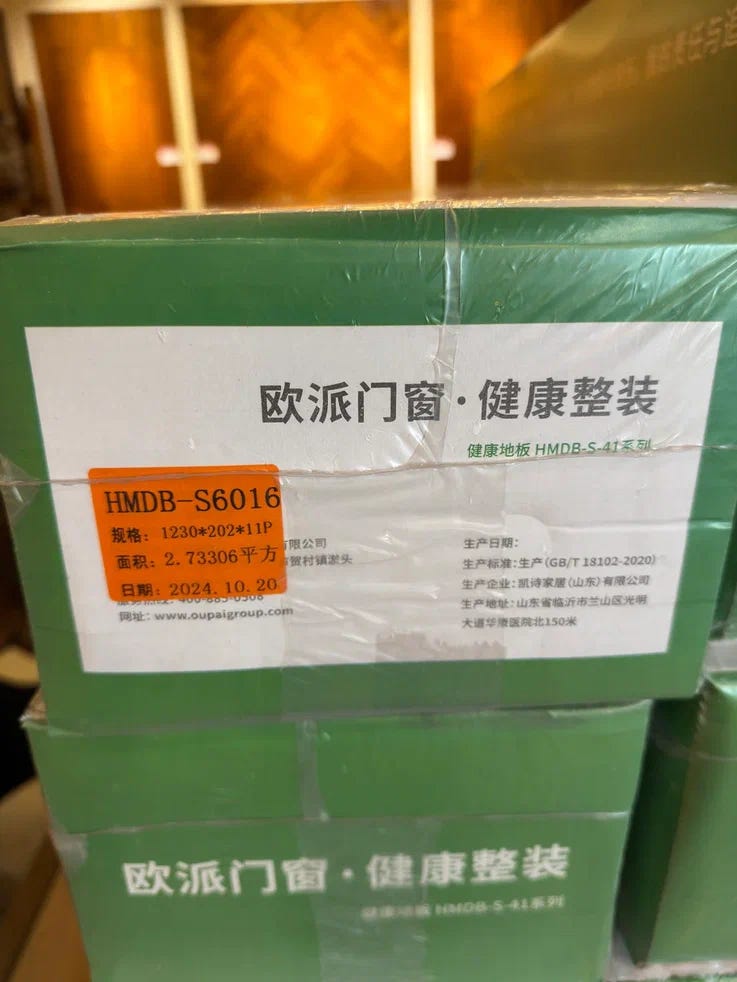 欧派门窗·健康整装
健康地板 HMDB-S-41系列
HMDB-S6016
规格: 1230*202*11P
面积: 2.73306平方
日期: 2024.10.20
有限公司
贺村镇淤头
网址: www.oupaigroup.com
生产日期:
生产标准: 生产 (GB/T 18102-2020)
生产企业: 凯诗家居 (山东) 有限公司
生产地址: 山东省临沂市兰山区光明
大道华康医院北150米
欧派门窗·健康整装
健康地板 HMDB-S-41系列